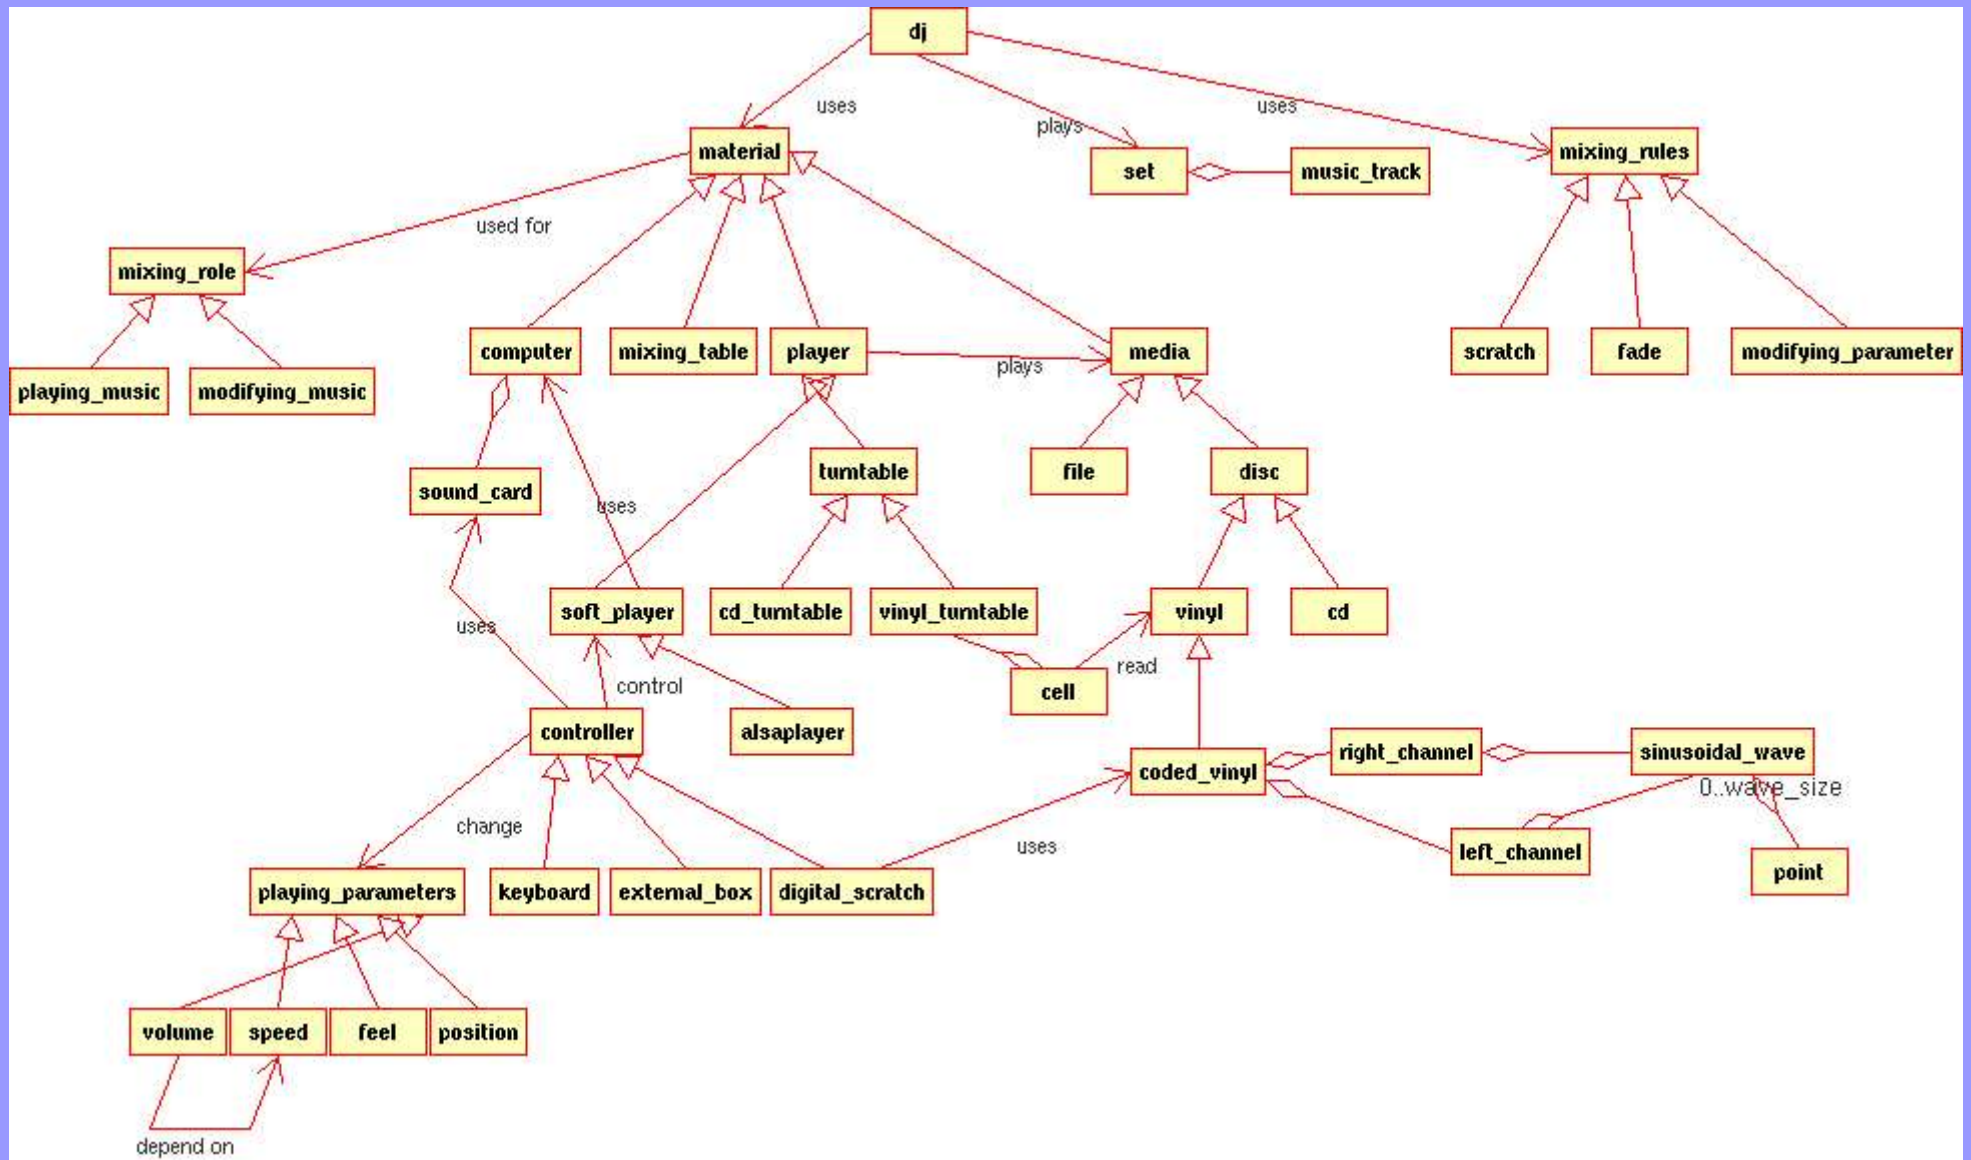 dj
uses
plays
uses
material
set
music_track
mixing_rules
used for
mixing_role
computer
mixing_table
player
plays
media
scratch
fade
modifying_parameter
playing_music
modifying_music
sound_card
uses
turntable
file
disc
soft_player
cd_turntable
vinyl_turntable
vinyl
cd
uses
control
read
cell
controller
alsaplayer
coded_vinyl
right_channel
sinusoidal_wave
0..wave_size
change
uses
left_channel
point
playing_parameters
keyboard
external_box
digital_scratch
volume
speed
feel
position
depend on